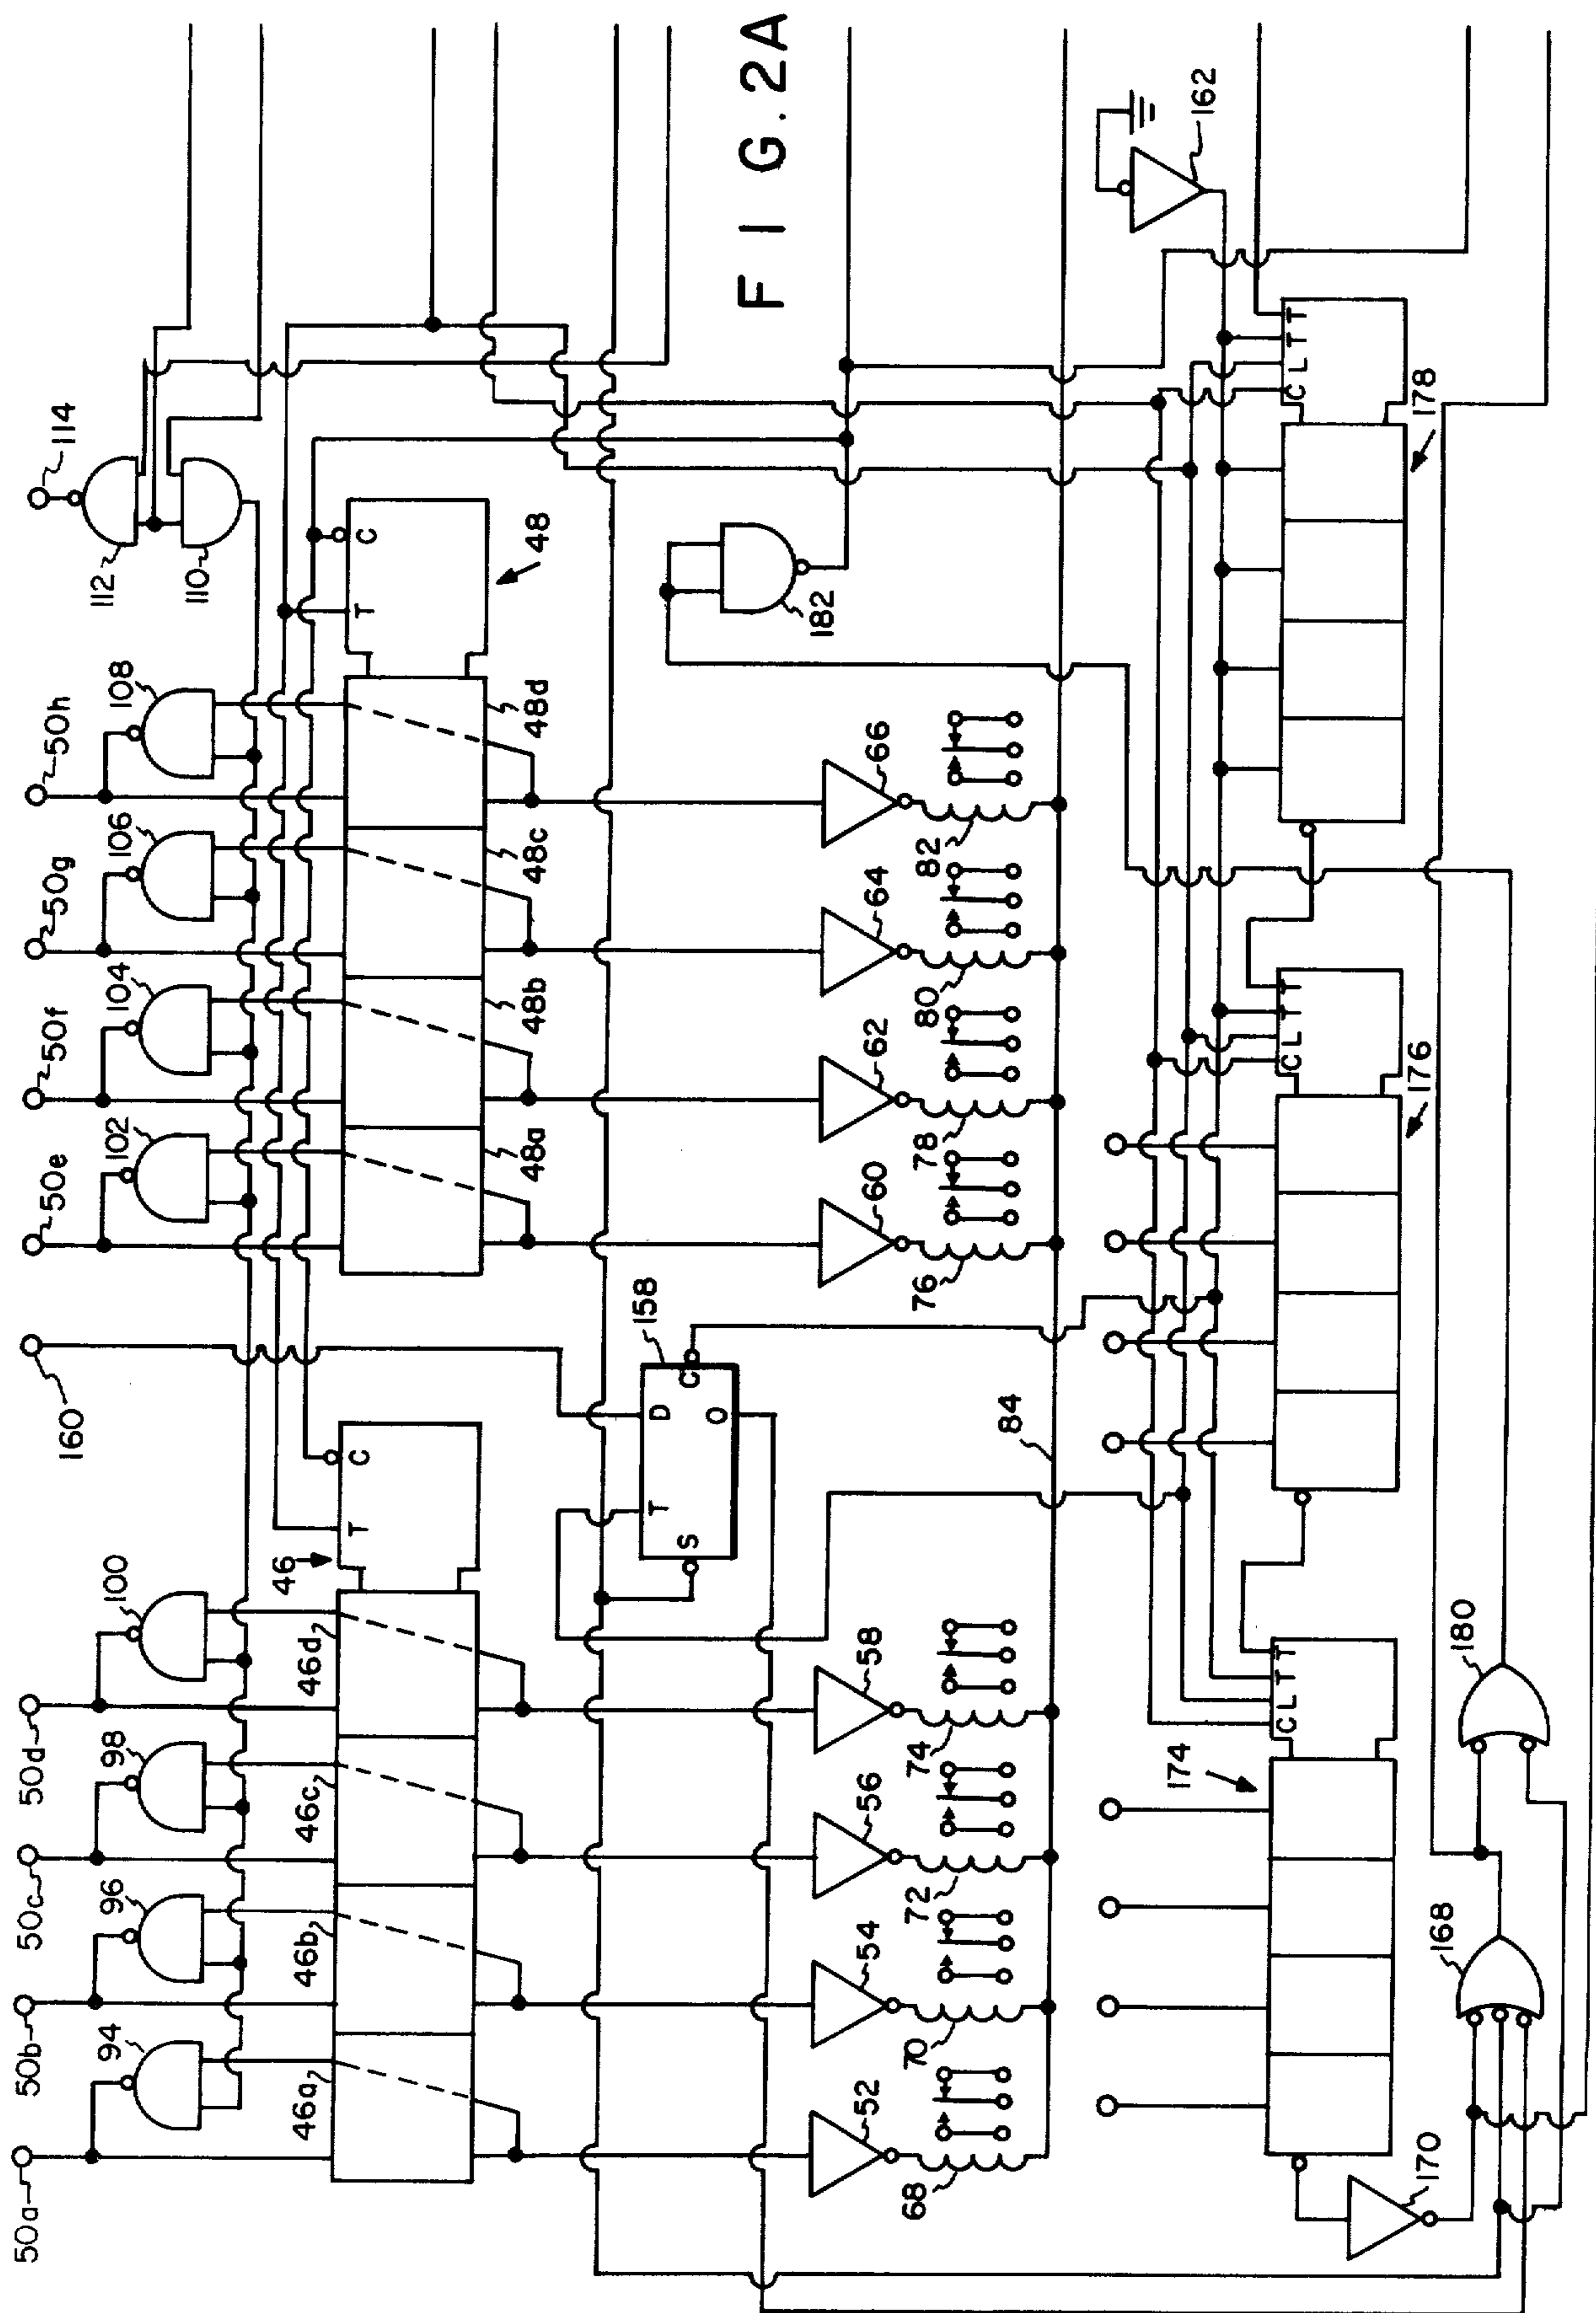 FIG. 2A
50a
50b
50c
50d
160
50e
50f
50g
50h
114
94
96
98
100
102
104
106
108
112
110
46a
46b
46c
46d
46
T
C
48a
48b
48c
48d
T
C
48
158
S
T
D
C
O
182
52
54
56
58
60
62
64
66
68
70
72
74
76
78
80
82
84
162
174
C L T T
176
C L T T
178
C L T T
170
168
180